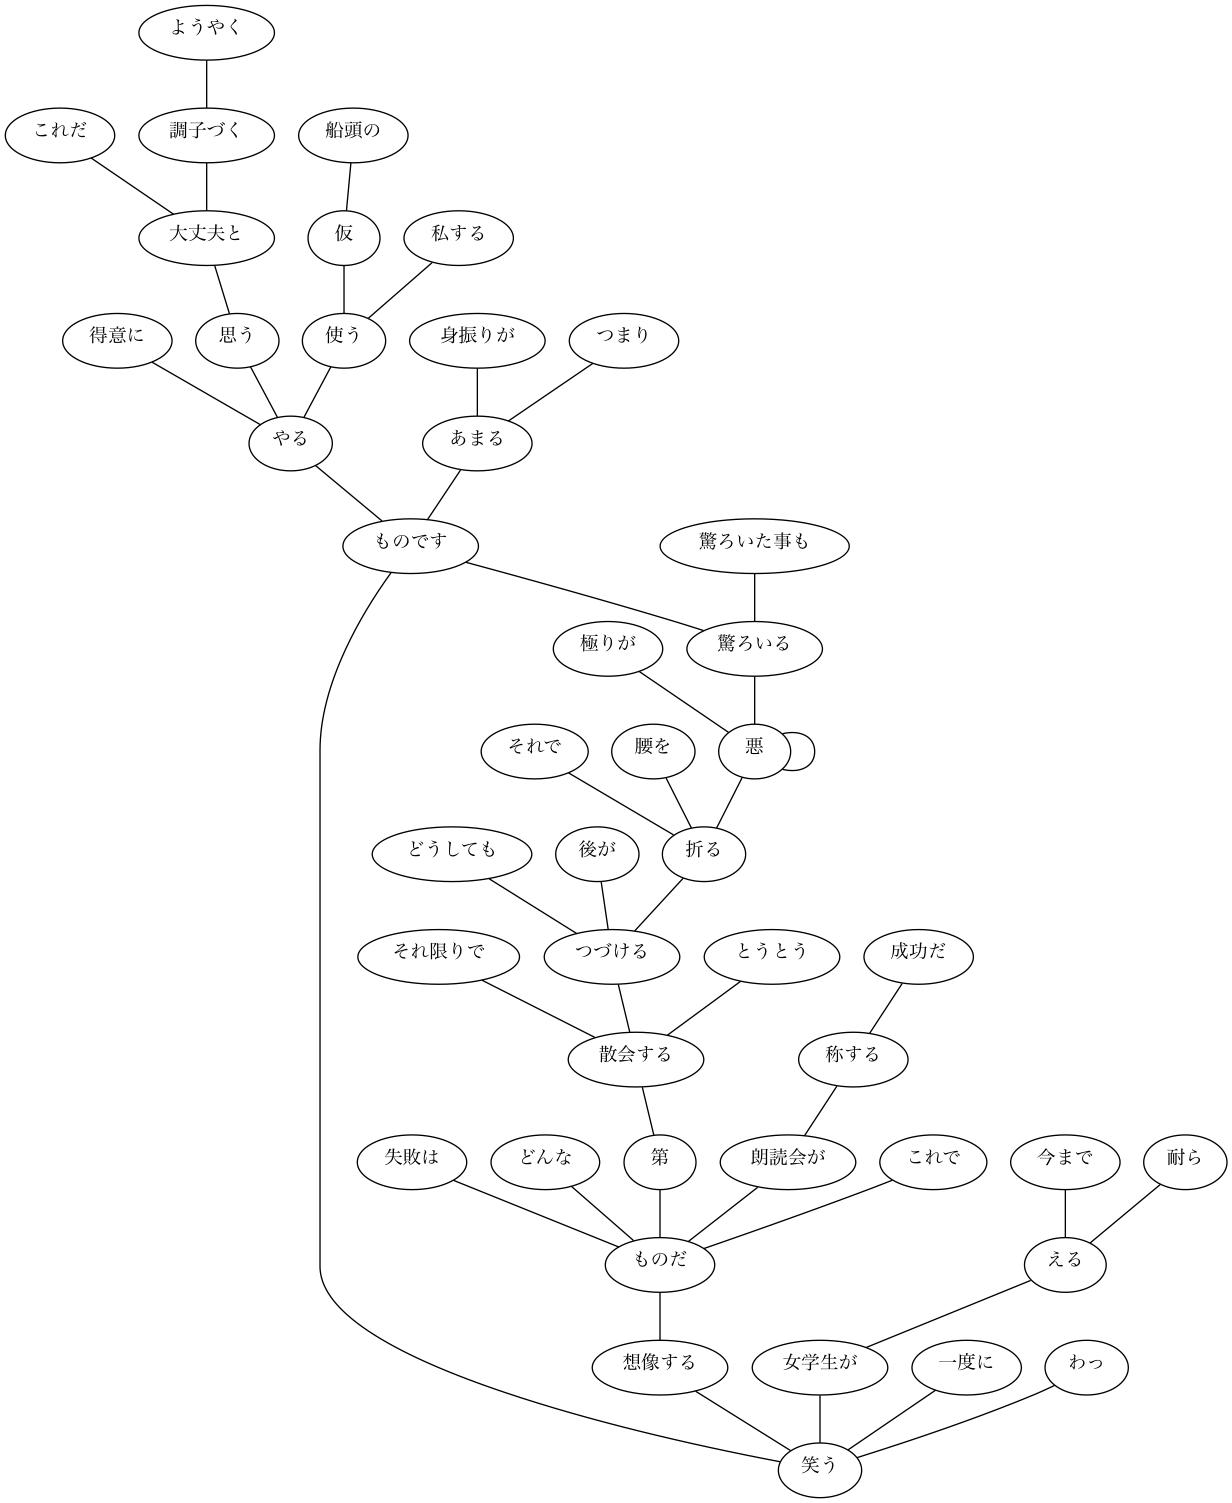 ようやく
これだ
調子づく
船頭の
大丈夫と
仮
私する
得意に
思う
使う
身振りが
つまり
やる
あまる
ものです
驚ろいた事も
極りが
驚ろいる
それで
腰を
悪
どうしても
後が
折る
それ限りで
つづける
とうとう
成功だ
散会する
称する
失敗は
どんな
第
朗読会が
これで
今まで
耐ら
ものだ
える
想像する
女学生が
一度に
わっ
笑う